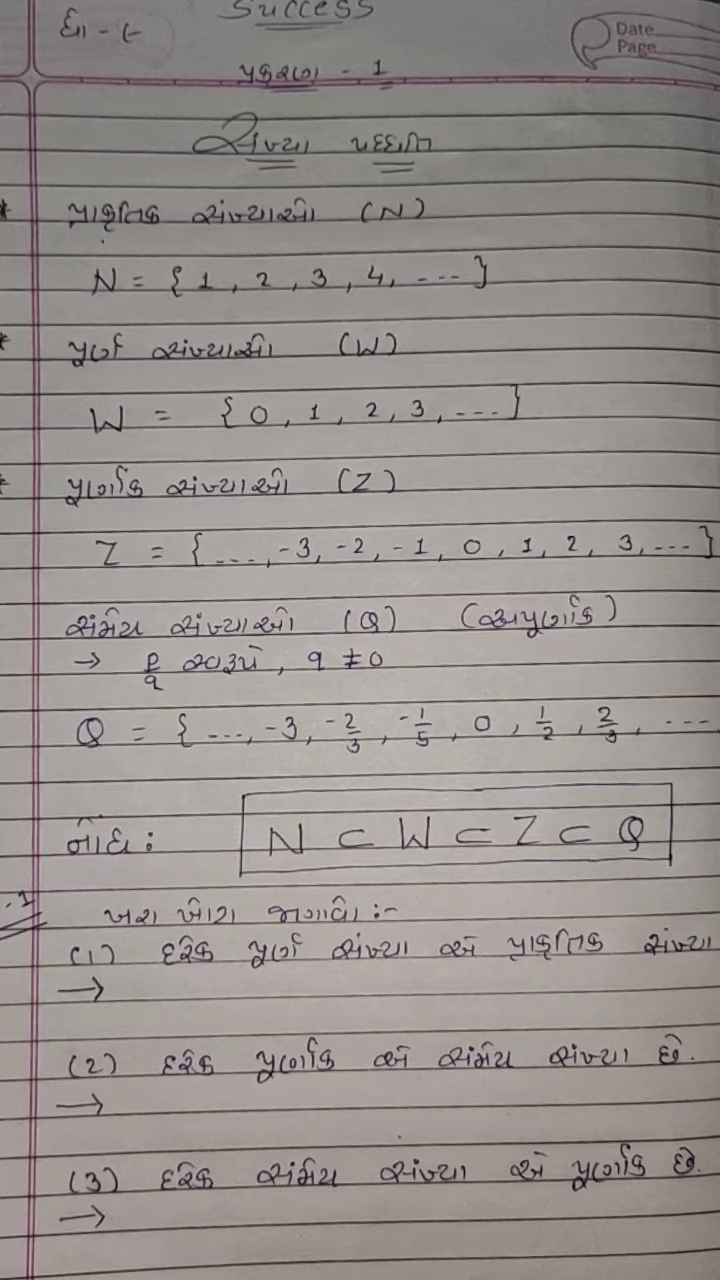 ધો - ૯
Success
Date
Page
પ્રકરણ - 1
સંખ્યા પદ્ધતિ
* પ્રાકૃતિક સંખ્યાઓ (N)
N = { 1, 2, 3, 4, ... }
* પૂર્ણ સંખ્યાઓ (W)
W = { 0, 1, 2, 3, ... }
* પૂર્ણાંક સંખ્યાઓ (Z)
Z = { ..., -3, -2, -1, 0, 1, 2, 3, ... }
સંમેય સંખ્યાઓ (Q) (અપૂર્ણાંક)
→ p/q સ્વરૂપે, q ≠ 0
Q = { ..., -3, -2/3, -1/5, 0, 1/2, 2/3, ...
નોંધ : N ⊂ W ⊂ Z ⊂ Q
.1 ખરા ખોટા જણાવો :-
(1) દરેક પૂર્ણ સંખ્યા એ પ્રાકૃતિક સંખ્યા
→
(2) દરેક પૂર્ણાંક એ સંમેય સંખ્યા છે.
→
(3) દરેક સંમેય સંખ્યા એ પૂર્ણાંક છે.
→